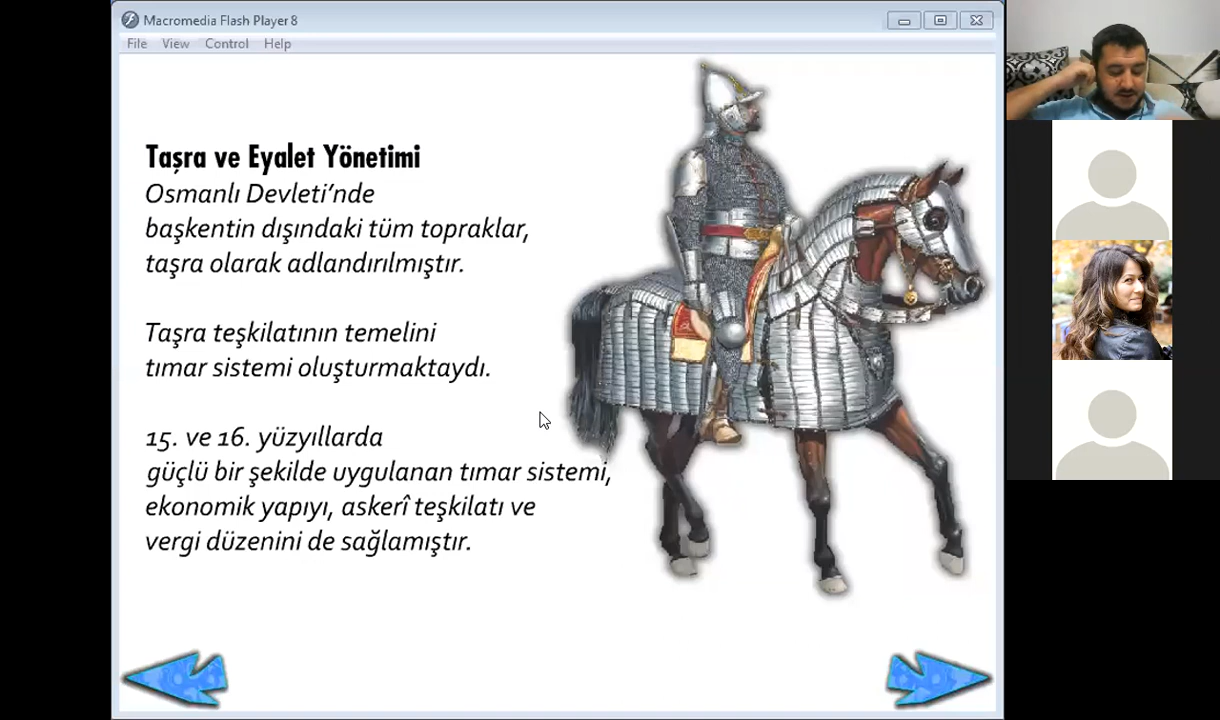 Macromedia Flash Player 8
File View Control Help
Taşra ve Eyalet Yönetimi
Osmanlı Devleti’nde
başkentin dışındaki tüm topraklar,
taşra olarak adlandırılmıştır.
Taşra teşkilatının temelini
tımar sistemi oluşturmaktaydı.
15. ve 16. yüzyıllarda
güçlü bir şekilde uygulanan tımar sistemi,
ekonomik yapıyı, askerî teşkilatı ve
vergi düzenini de sağlamıştır.